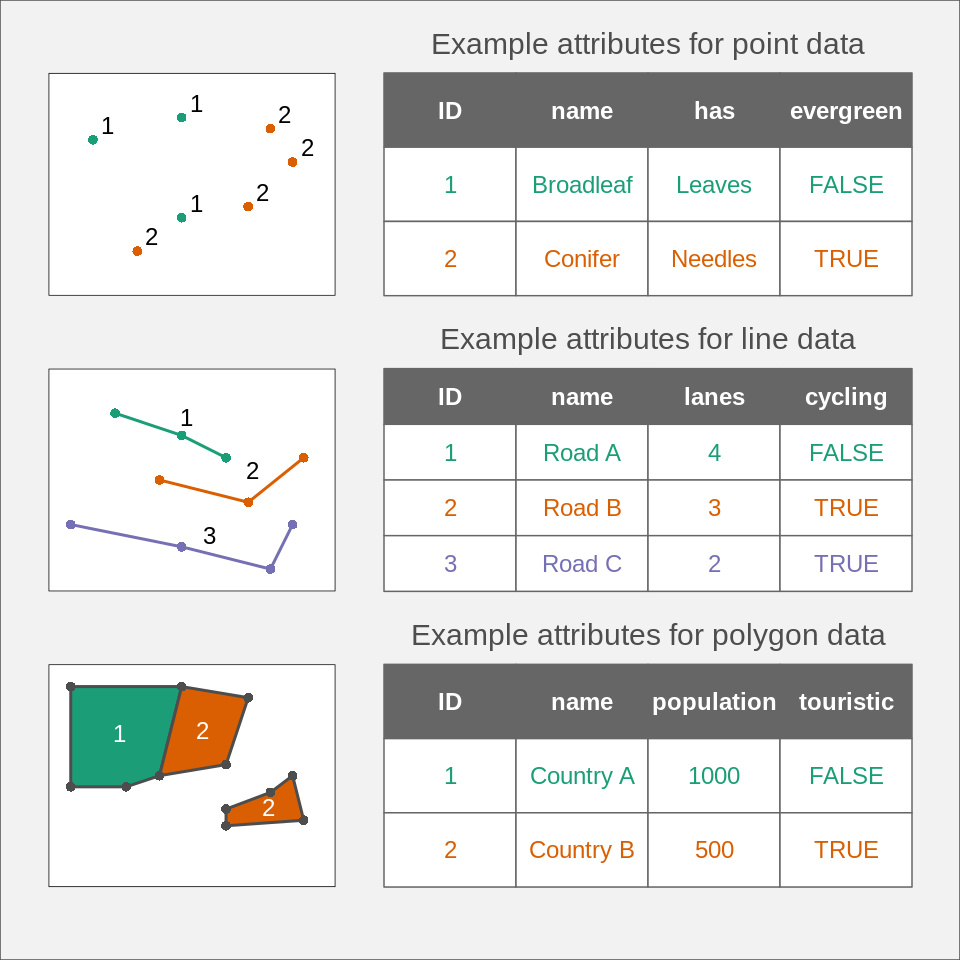 Example attributes for point data
1
1
2
2
2
1
2
ID name has evergreen
1 Broadleaf Leaves FALSE
2 Conifer Needles TRUE
Example attributes for line data
1
2
3
ID name lanes cycling
1 Road A 4 FALSE
2 Road B 3 TRUE
3 Road C 2 TRUE
Example attributes for polygon data
1
2
2
ID name population touristic
1 Country A 1000 FALSE
2 Country B 500 TRUE